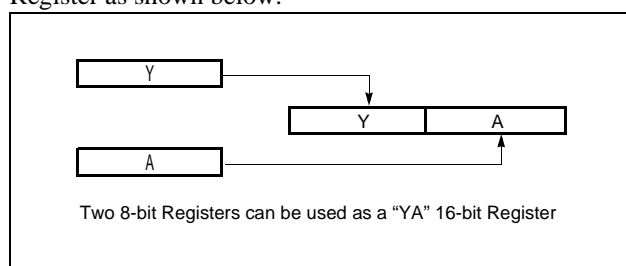 Register as shown below.
Y
Y A
A
Two 8-bit Registers can be used as a “YA” 16-bit Register